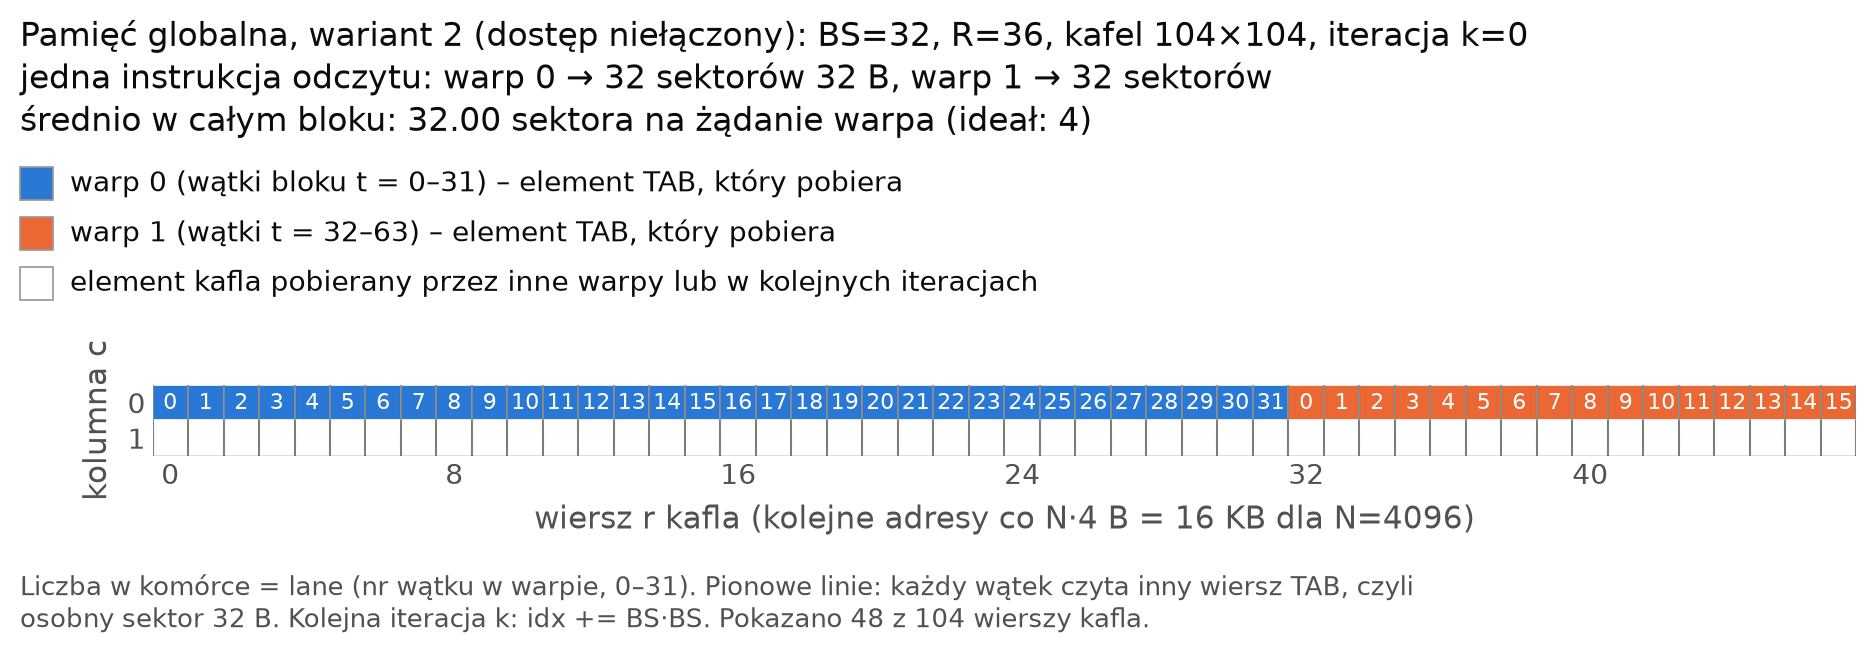 Pamięć globalna, wariant 2 (dostęp niełączony): BS=32, R=36, kafel 104×104, iteracja k=0
jedna instrukcja odczytu: warp 0 → 32 sektorów 32 B, warp 1 → 32 sektorów
średnio w całym bloku: 32.00 sektora na żądanie warpa (ideał: 4)
warp 0 (wątki bloku t = 0–31) – element TAB, który pobiera
warp 1 (wątki t = 32–63) – element TAB, który pobiera
element kafla pobierany przez inne warpy lub w kolejnych iteracjach
kolumna c
0 0 1 2 3 4 5 6 7 8 9 10 11 12 13 14 15 16 17 18 19 20 21 22 23 24 25 26 27 28 29 30 31 0 1 2 3 4 5 6 7 8 9 10 11 12 13 14 15
1
0 8 16 24 32 40
wiersz r kafla (kolejne adresy co N·4 B = 16 KB dla N=4096)
Liczba w komórce = lane (nr wątku w warpie, 0–31). Pionowe linie: każdy wątek czyta inny wiersz TAB, czyli
osobny sektor 32 B. Kolejna iteracja k: idx += BS·BS. Pokazano 48 z 104 wierszy kafla.